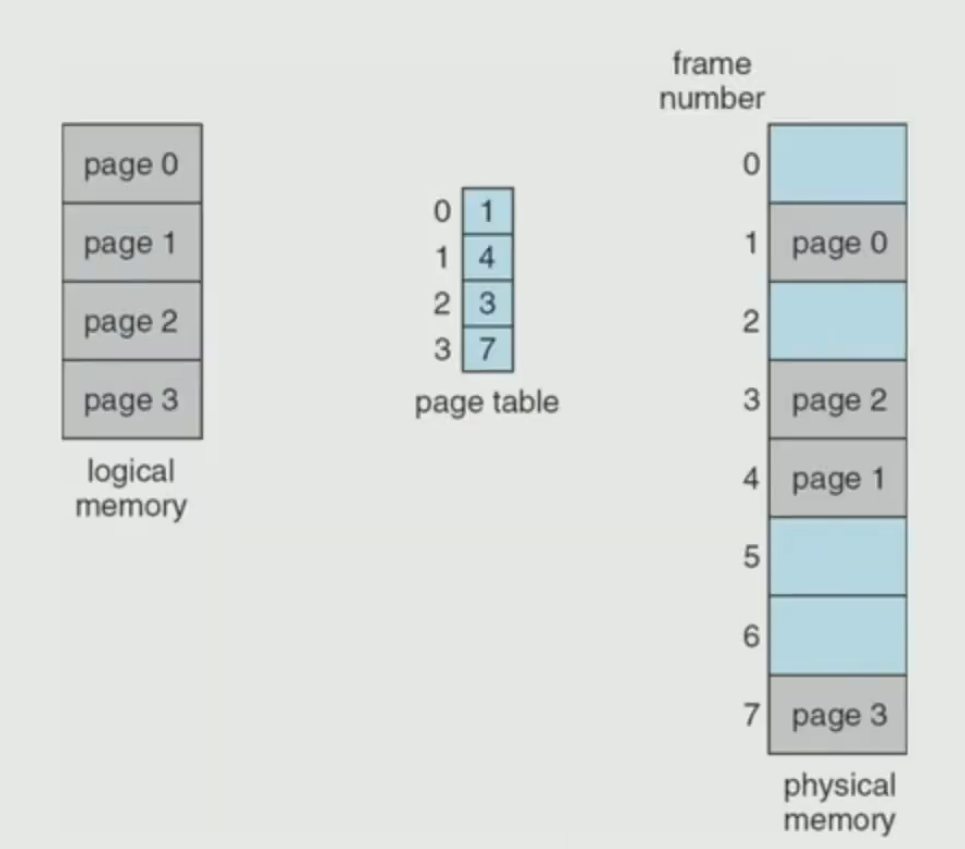 page 0
page 1
page 2
page 3
logical
memory
0 1
1 4
2 3
3 7
page table
frame
number
0
1 page 0
2
3 page 2
4 page 1
5
6
7 page 3
physical
memory